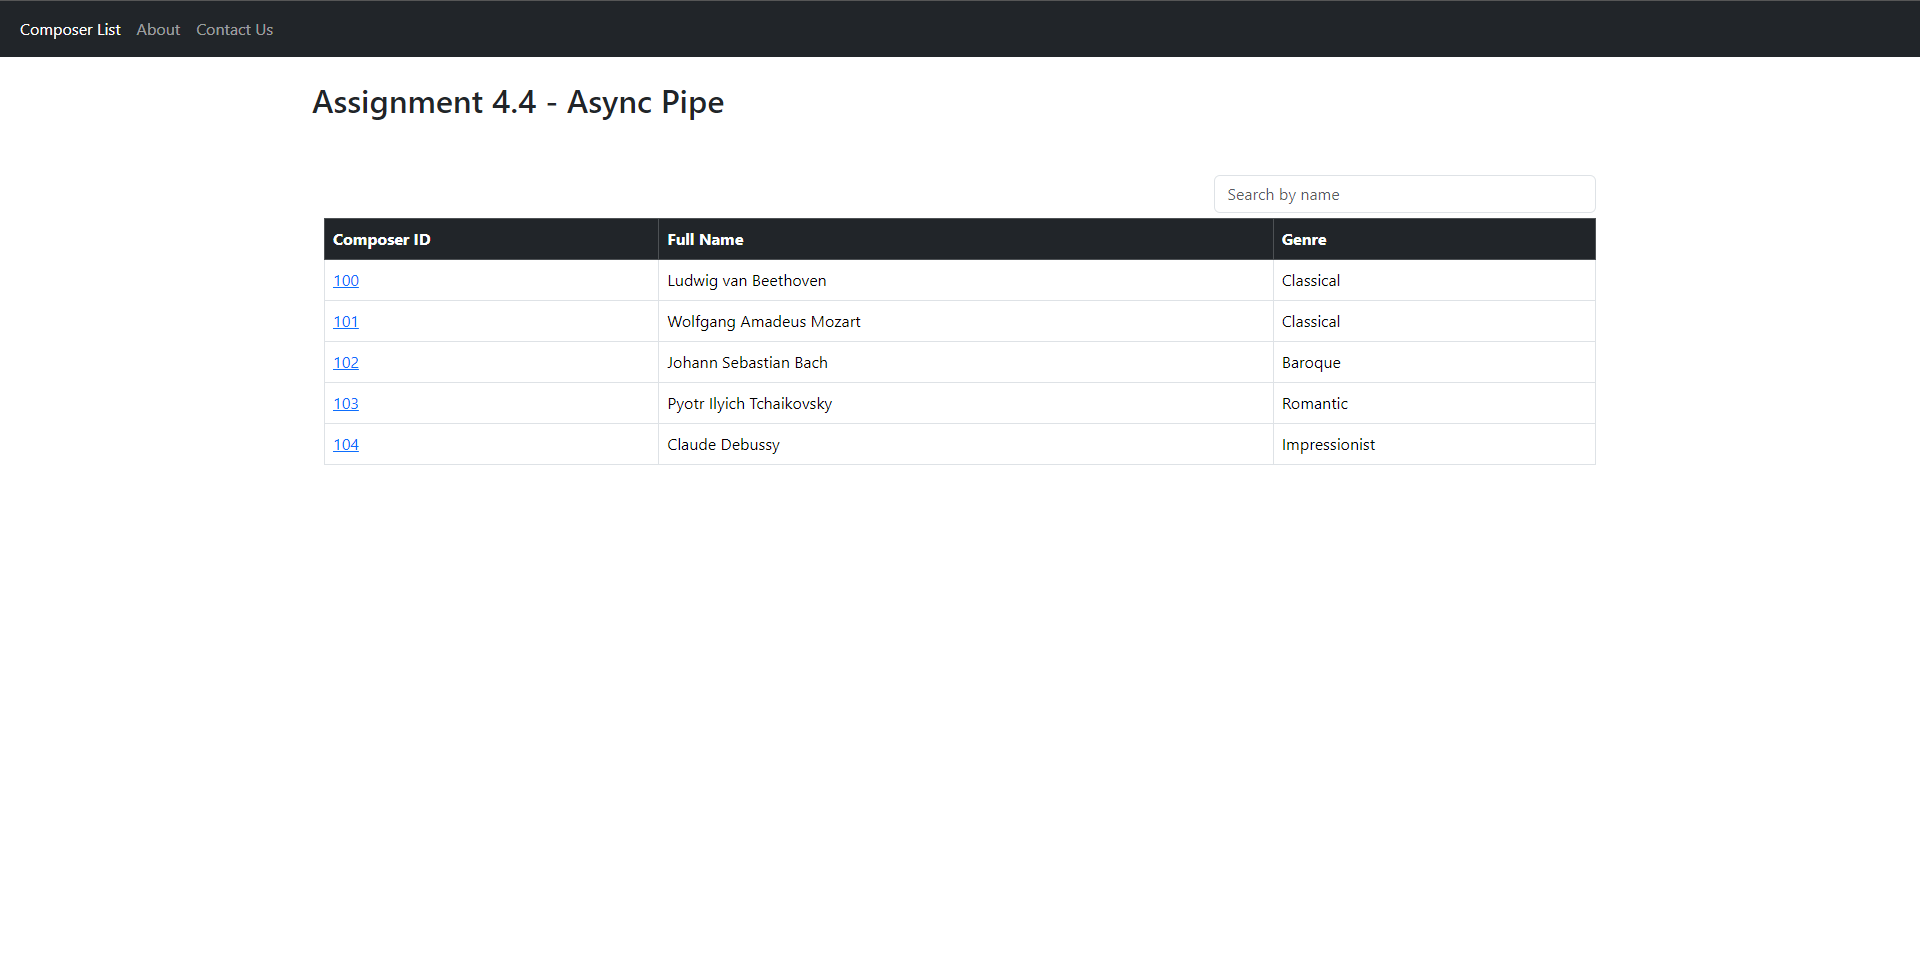 Composer List About Contact Us
Assignment 4.4 - Async Pipe
Search by name
Composer ID Full Name Genre
100 Ludwig van Beethoven Classical
101 Wolfgang Amadeus Mozart Classical
102 Johann Sebastian Bach Baroque
103 Pyotr Ilyich Tchaikovsky Romantic
104 Claude Debussy Impressionist